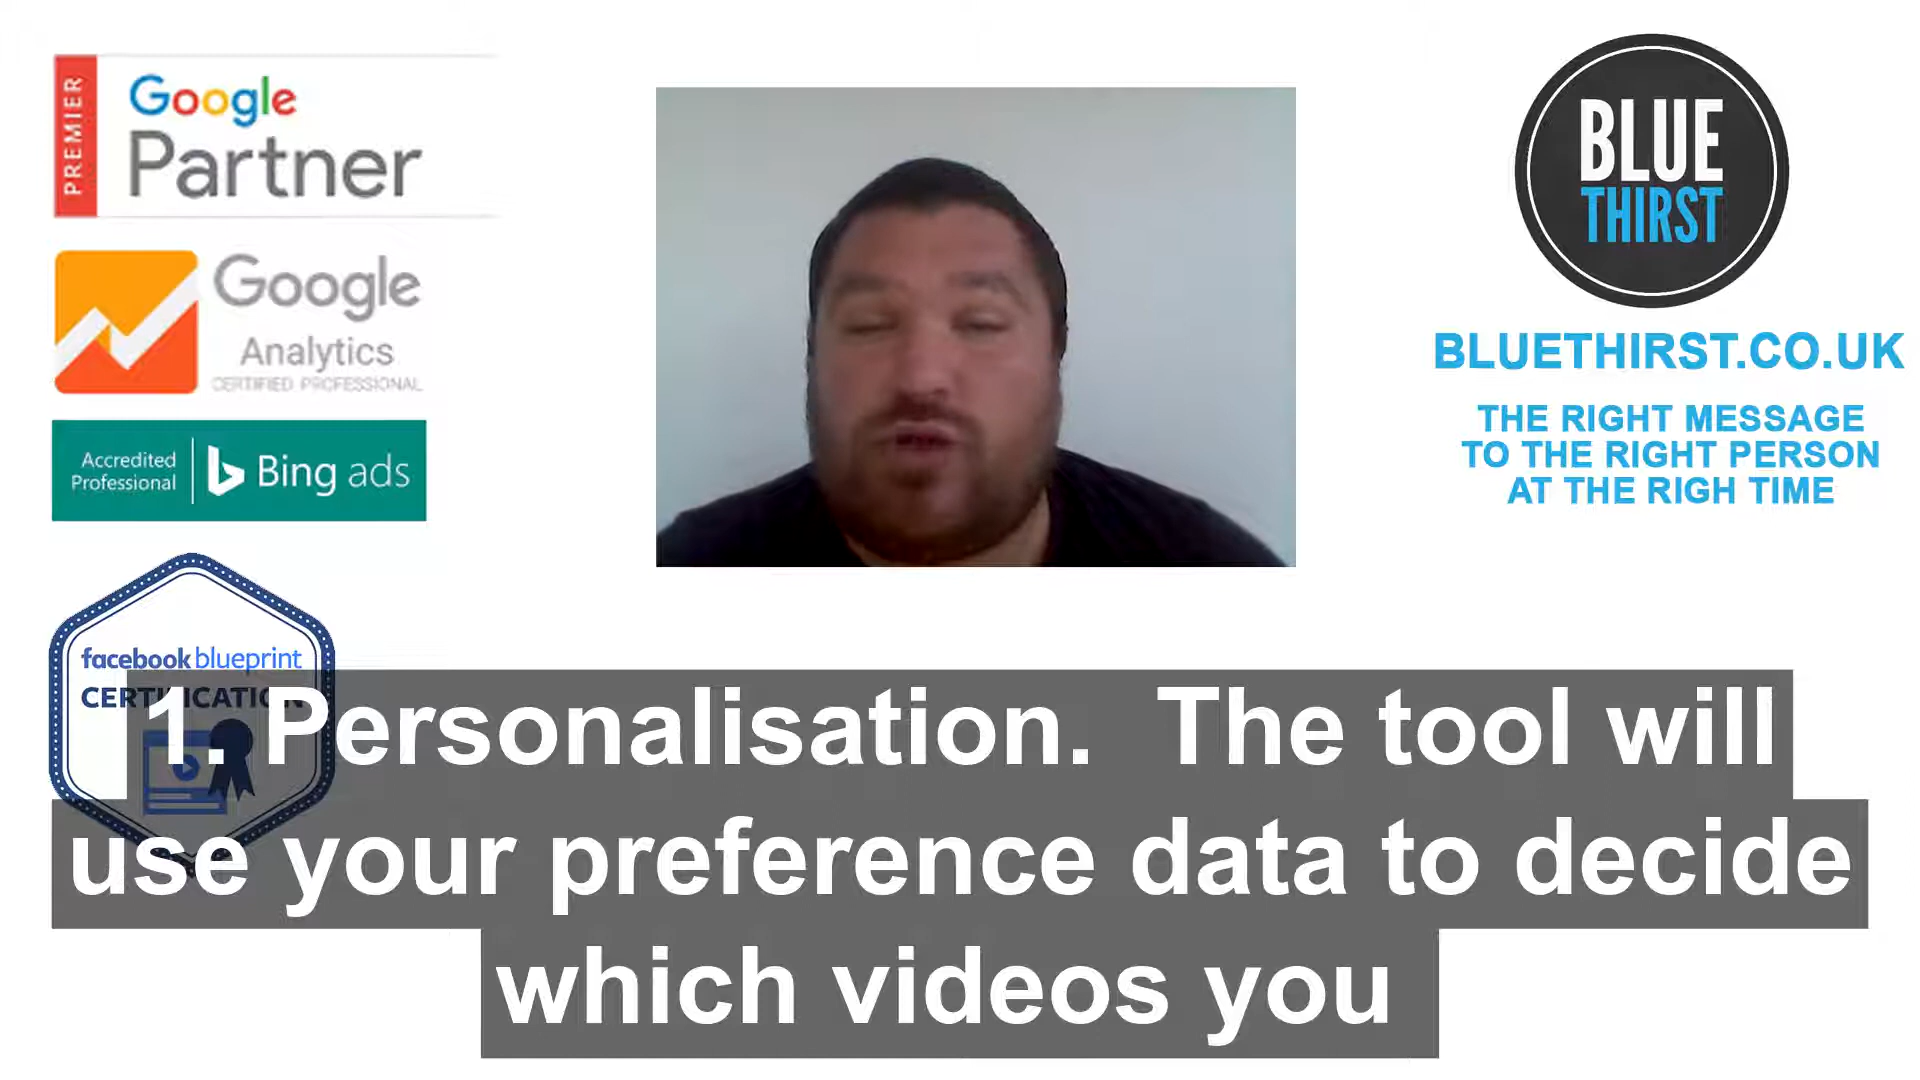 PREMIER
Google
Partner
Google
Analytics
CERTIFIED PROFESSIONAL
Accredited
Professional
Bing ads
facebook blueprint
CERTIFICATION
BLUE
THIRST
BLUETHIRST.CO.UK
THE RIGHT MESSAGE
TO THE RIGHT PERSON
AT THE RIGH TIME
1. Personalisation.  The tool will
use your preference data to decide
which videos you